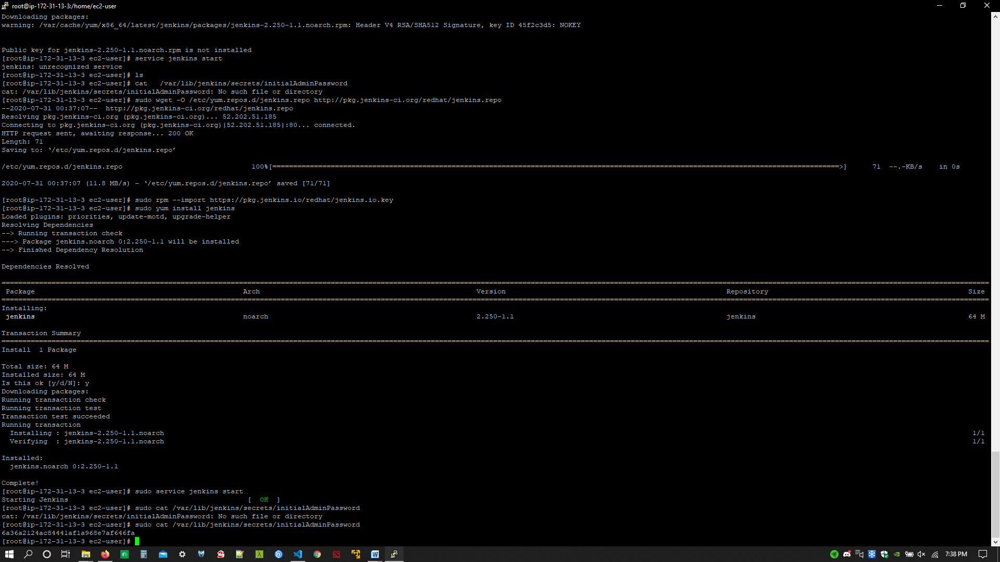 root@ip-172-31-13-3:/home/ec2-user
Downloading packages:
warning: /var/cache/yum/x86_64/latest/jenkins/packages/jenkins-2.250-1.1.noarch.rpm: Header V4 RSA/SHA512 Signature, key ID 45f2c3d5: NOKEY
Public key for jenkins-2.250-1.1.noarch.rpm is not installed
[root@ip-172-31-13-3 ec2-user]# service jenkins start
jenkins: unrecognized service
[root@ip-172-31-13-3 ec2-user]# ls
[root@ip-172-31-13-3 ec2-user]# cat   /var/lib/jenkins/secrets/initialAdminPassword
cat: /var/lib/jenkins/secrets/initialAdminPassword: No such file or directory
[root@ip-172-31-13-3 ec2-user]# sudo wget -O /etc/yum.repos.d/jenkins.repo http://pkg.jenkins-ci.org/redhat/jenkins.repo
--2020-07-31 00:37:07--  http://pkg.jenkins-ci.org/redhat/jenkins.repo
Resolving pkg.jenkins-ci.org (pkg.jenkins-ci.org)... 52.202.51.185
Connecting to pkg.jenkins-ci.org (pkg.jenkins-ci.org)|52.202.51.185|:80... connected.
HTTP request sent, awaiting response... 200 OK
Length: 71
Saving to: ‘/etc/yum.repos.d/jenkins.repo’
/etc/yum.repos.d/jenkins.repo 100%[=====================================>] 71 --.-KB/s in 0s
2020-07-31 00:37:07 (11.8 MB/s) - ‘/etc/yum.repos.d/jenkins.repo’ saved [71/71]
[root@ip-172-31-13-3 ec2-user]# sudo rpm --import https://pkg.jenkins.io/redhat/jenkins.io.key
[root@ip-172-31-13-3 ec2-user]# sudo yum install jenkins
Loaded plugins: priorities, update-motd, upgrade-helper
Resolving Dependencies
--> Running transaction check
---> Package jenkins.noarch 0:2.250-1.1 will be installed
--> Finished Dependency Resolution
Dependencies Resolved
Package Arch Version Repository Size
Installing:
jenkins noarch 2.250-1.1 jenkins 64 M
Transaction Summary
Install  1 Package
Total size: 64 M
Installed size: 64 M
Is this ok [y/d/N]: y
Downloading packages:
Running transaction check
Running transaction test
Transaction test succeeded
Running transaction
Installing : jenkins-2.250-1.1.noarch 1/1
Verifying  : jenkins-2.250-1.1.noarch 1/1
Installed:
jenkins.noarch 0:2.250-1.1
Complete!
[root@ip-172-31-13-3 ec2-user]# sudo service jenkins start
Starting Jenkins [  OK  ]
[root@ip-172-31-13-3 ec2-user]# sudo cat /var/lib/jenkins/secrets/initialAdminPassword
cat: /var/lib/jenkins/secrets/initialAdminPassword: No such file or directory
[root@ip-172-31-13-3 ec2-user]# sudo cat /var/lib/jenkins/secrets/initialAdminPassword
6a36a2124ac84441af1a968e7af646fa
[root@ip-172-31-13-3 ec2-user]#
7:38 PM